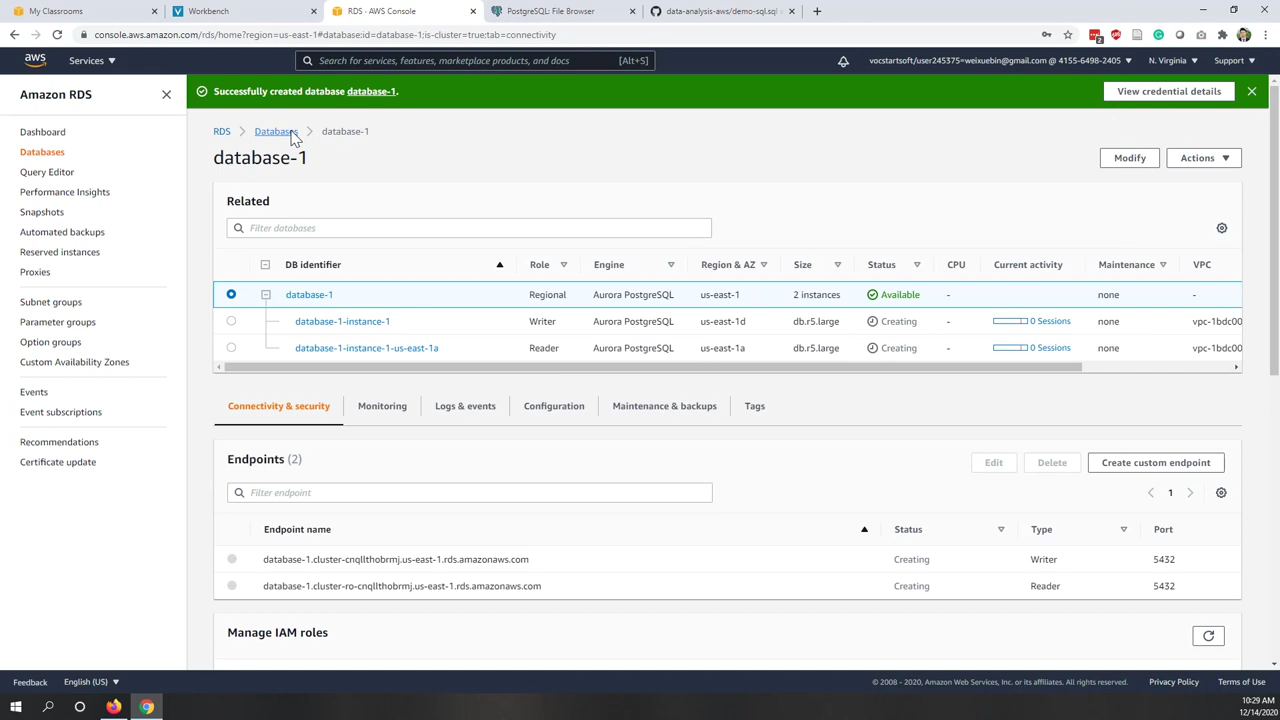 My Classrooms
Workbench
RDS · AWS Console
PostgreSQL: File Browser
data-analysis-aws/demo-sql.sql
console.aws.amazon.com/rds/home?region=us-east-1#database:id=database-1;is-cluster=true;tab=connectivity
aws
Services
Search for services, features, marketplace products, and docs [Alt+S]
vocstartsoft/user245375=weixuebin@gmail.com @ 4155-6498-2405
N. Virginia
Support
Amazon RDS
Dashboard
Databases
Query Editor
Performance Insights
Snapshots
Automated backups
Reserved instances
Proxies
Subnet groups
Parameter groups
Option groups
Custom Availability Zones
Events
Event subscriptions
Recommendations
Certificate update
Successfully created database database-1.
View credential details
RDS > Databases > database-1
database-1
Modify
Actions
Related
Filter databases
DB identifier Role Engine Region & AZ Size Status CPU Current activity Maintenance VPC
database-1 Regional Aurora PostgreSQL us-east-1 2 instances Available - none -
database-1-instance-1 Writer Aurora PostgreSQL us-east-1d db.r5.large Creating - 0 Sessions none vpc-1bdc00
database-1-instance-1-us-east-1a Reader Aurora PostgreSQL us-east-1a db.r5.large Creating - 0 Sessions none vpc-1bdc00
Connectivity & security
Monitoring
Logs & events
Configuration
Maintenance & backups
Tags
Endpoints (2)
Edit
Delete
Create custom endpoint
Filter endpoint
1
Endpoint name Status Type Port
database-1.cluster-cnqllthobrmj.us-east-1.rds.amazonaws.com Creating Writer 5432
database-1.cluster-ro-cnqllthobrmj.us-east-1.rds.amazonaws.com Creating Reader 5432
Manage IAM roles
Feedback
English (US)
© 2008 - 2020, Amazon Web Services, Inc. or its affiliates. All rights reserved.
Privacy Policy
Terms of Use
10:29 AM
12/14/2020